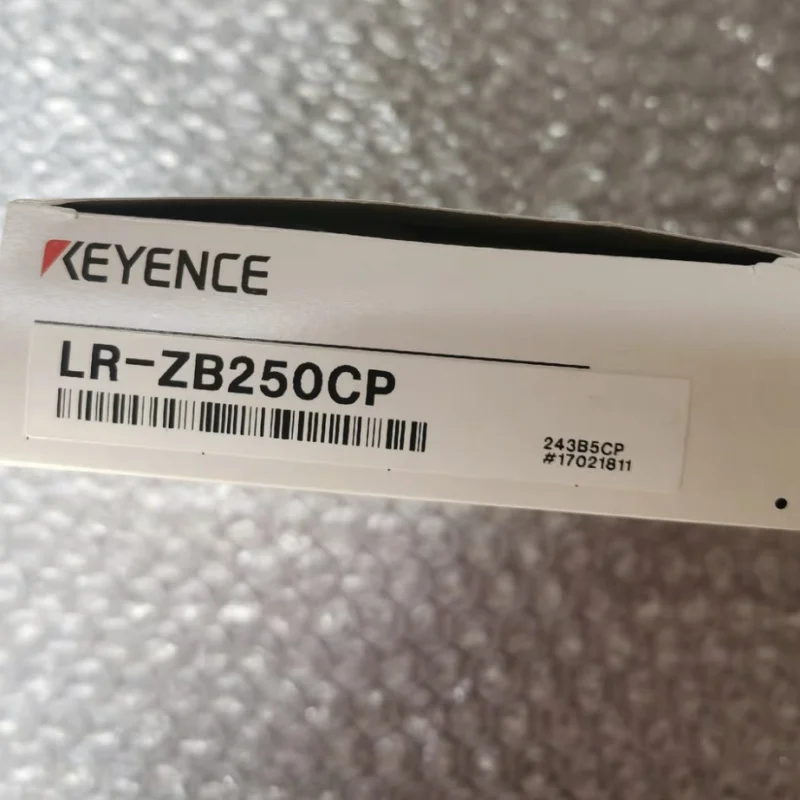 KEYENCE
LR-ZB250CP
243B5CP
#17021811